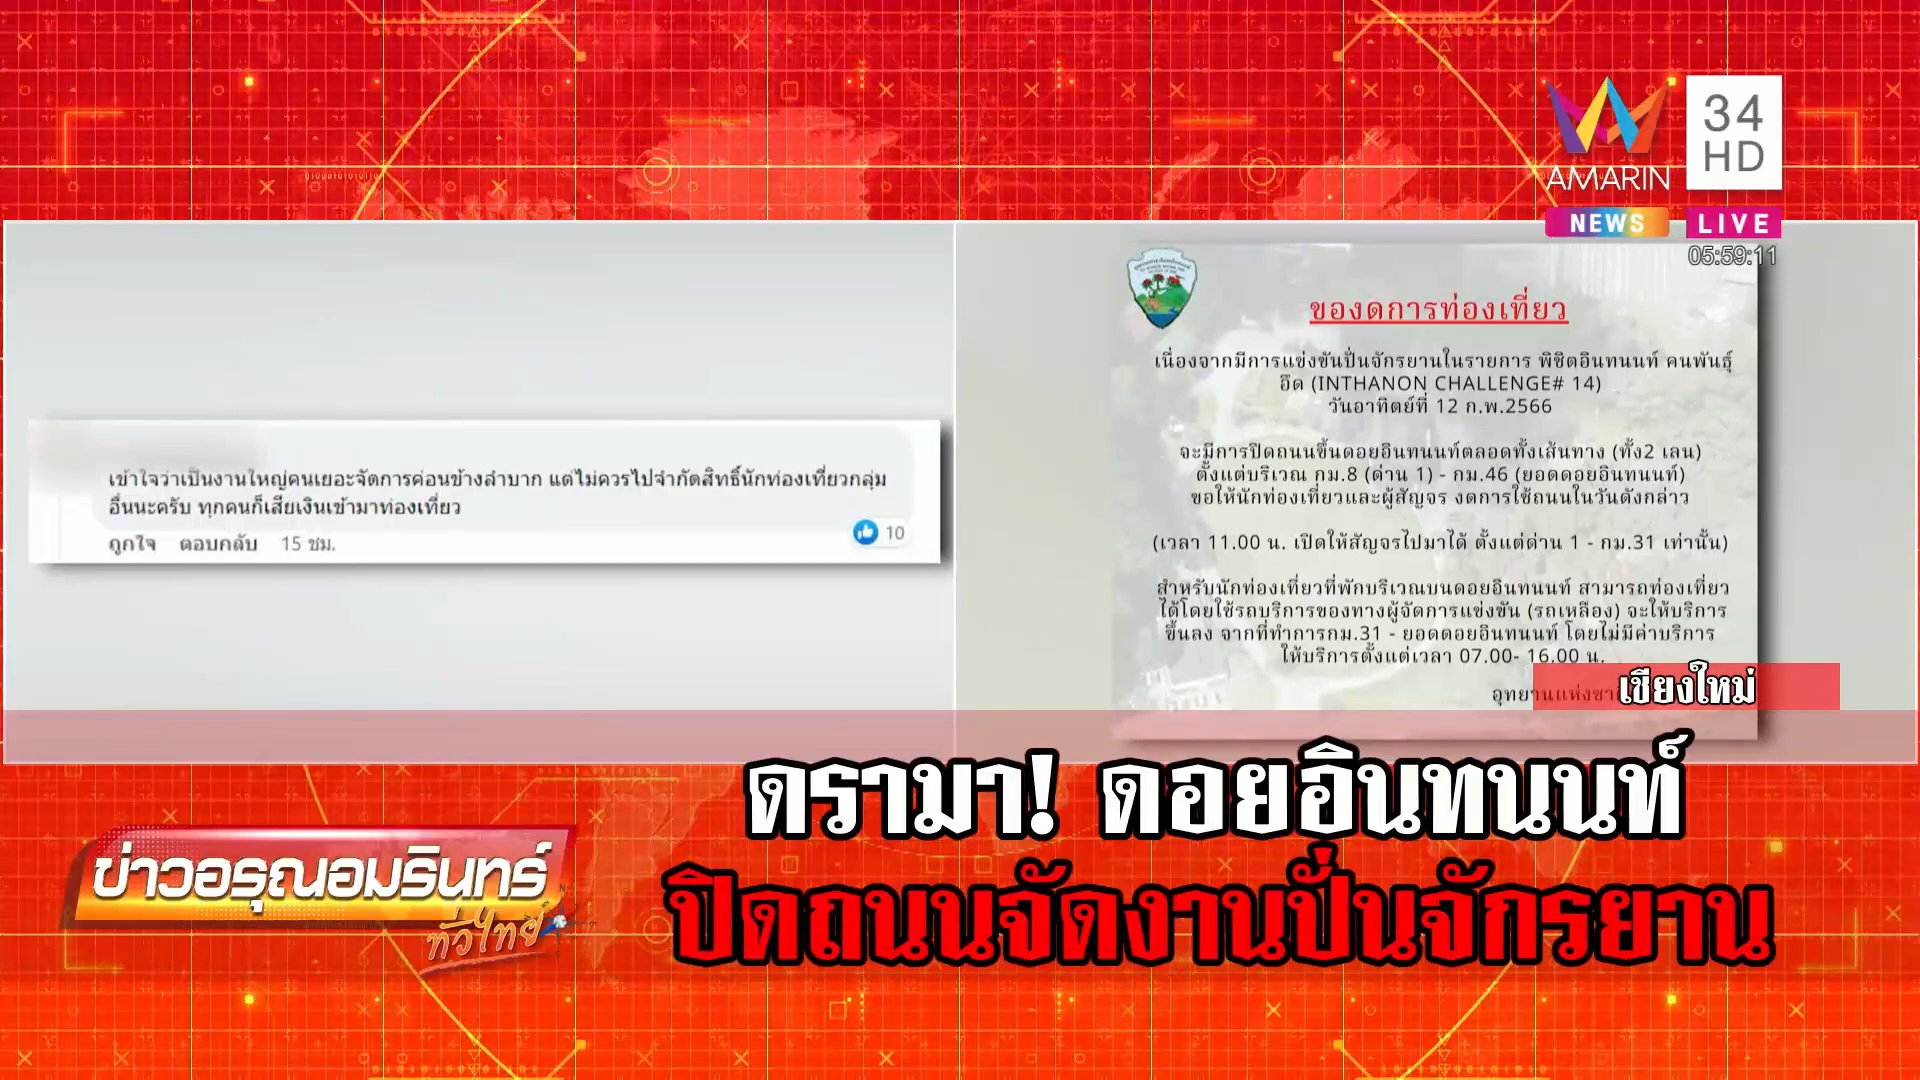 AMARIN
34
HD
NEWS
LIVE
05:59:11
เข้าใจว่าเป็นงานใหญ่คนเยอะจัดการค่อนข้างลำบาก แต่ไม่ควรไปจำกัดสิทธิ์นักท่องเที่ยวกลุ่ม
อื่นนะครับ ทุกคนก็เสียเงินเข้ามาท่องเที่ยว
ถูกใจ ตอบกลับ 15 ชม.
10
ของดการท่องเที่ยว
เนื่องจากมีการแข่งขันปั่นจักรยานในรายการ พิชิตอินทนนท์ คนพันธุ์
อึด (INTHANON CHALLENGE# 14)
วันอาทิตย์ที่ 12 ก.พ.2566
จะมีการปิดถนนขึ้นดอยอินทนนท์ตลอดทั้งเส้นทาง (ทั้ง2 เลน)
ตั้งแต่บริเวณ กม.8 (ด่าน 1) - กม.46 (ยอดดอยอินทนนท์)
ขอให้นักท่องเที่ยวและผู้สัญจร งดการใช้ถนนในวันดังกล่าว
(เวลา 11.00 น. เปิดให้สัญจรไปมาได้ ตั้งแต่ด่าน 1 - กม.31 เท่านั้น)
สำหรับนักท่องเที่ยวที่พักบริเวณบนดอยอินทนนท์ สามารถท่องเที่ยว
ได้โดยใช้รถบริการของทางผู้จัดการแข่งขัน (รถเหลือง) จะให้บริการ
ขึ้นลง จากที่ทำการกม.31 - ยอดดอยอินทนนท์ โดยไม่มีค่าบริการ
ให้บริการตั้งแต่เวลา 07.00- 16.00 น.
อุทยานแห่งชา
เชียงใหม่
ดรามา! ดอยอินทนนท์
ปิดถนนจัดงานปั่นจักรยาน
ข่าวอรุณอมรินทร์
ทั่วไทย